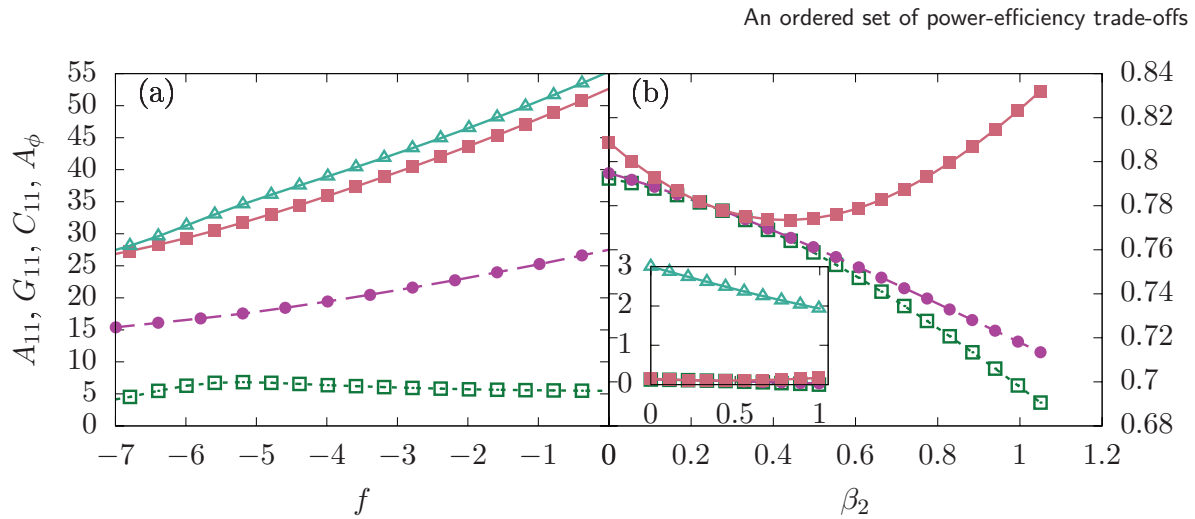 An ordered set of power-efficiency trade-offs
A₁₁, G₁₁, C₁₁, A_ϕ
55
50
45
40
35
30
25
20
15
10
5
0
(a)
−7 −6 −5 −4 −3 −2 −1
f
(b)
3
2
1
0
0 0.5 1
0 0.2 0.4 0.6 0.8 1 1.2
β₂
0.84
0.82
0.8
0.78
0.76
0.74
0.72
0.7
0.68